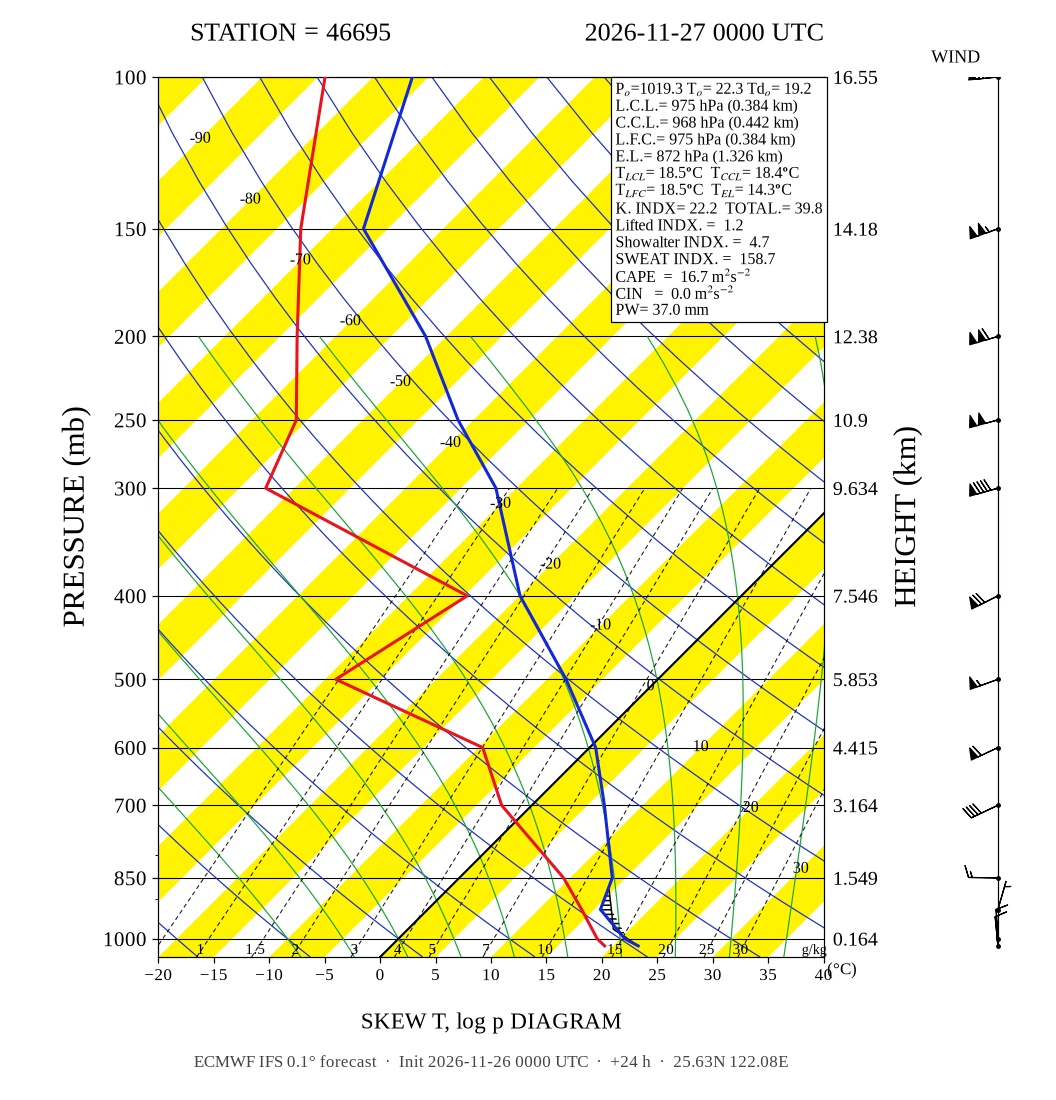 STATION = 46695
2026-11-27 0000 UTC
WIND
Pₒ=1019.3 Tₒ= 22.3 Tdₒ= 19.2
L.C.L.= 975 hPa (0.384 km)
C.C.L.= 968 hPa (0.442 km)
L.F.C.= 975 hPa (0.384 km)
E.L.= 872 hPa (1.326 km)
T_LCL= 18.5°C T_CCL= 18.4°C
T_LFC= 18.5°C T_EL= 14.3°C
K. INDX= 22.2 TOTAL.= 39.8
Lifted INDX. = 1.2
Showalter INDX. = 4.7
SWEAT INDX. = 158.7
CAPE = 16.7 m²s⁻²
CIN = 0.0 m²s⁻²
PW= 37.0 mm
PRESSURE (mb)
100
150
200
250
300
400
500
600
700
850
1000
-90
-80
-70
-60
-50
-40
-30
-20
-10
0
10
20
30
16.55
14.18
12.38
10.9
9.634
7.546
5.853
4.415
3.164
1.549
0.164
HEIGHT (km)
1 1.5 2 3 4 5 7 10 15 20 25 30 g/kg
−20 −15 −10 −5 0 5 10 15 20 25 30 35 40
(°C)
SKEW T, log p DIAGRAM
ECMWF IFS 0.1° forecast · Init 2026-11-26 0000 UTC · +24 h · 25.63N 122.08E